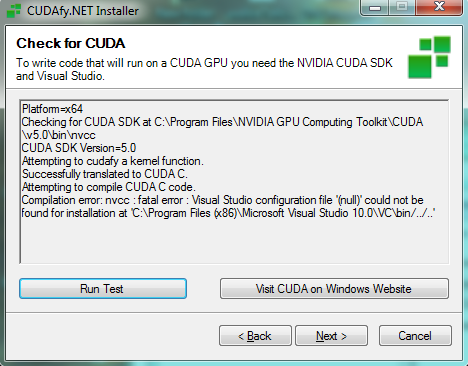 CUDAfy.NET Installer
Check for CUDA
To write code that will run on a CUDA GPU you need the NVIDIA CUDA SDK
and Visual Studio.
Platform=x64
Checking for CUDA SDK at C:\Program Files\NVIDIA GPU Computing Toolkit\CUDA
\v5.0\bin\nvcc
CUDA SDK Version=5.0
Attempting to cudafy a kernel function.
Successfully translated to CUDA C.
Attempting to compile CUDA C code.
Compilation error: nvcc : fatal error : Visual Studio configuration file '(null)' could not be
found for installation at 'C:\Program Files (x86)\Microsoft Visual Studio 10.0\VC\bin/../..'
Run Test
Visit CUDA on Windows Website
< Back
Next >
Cancel